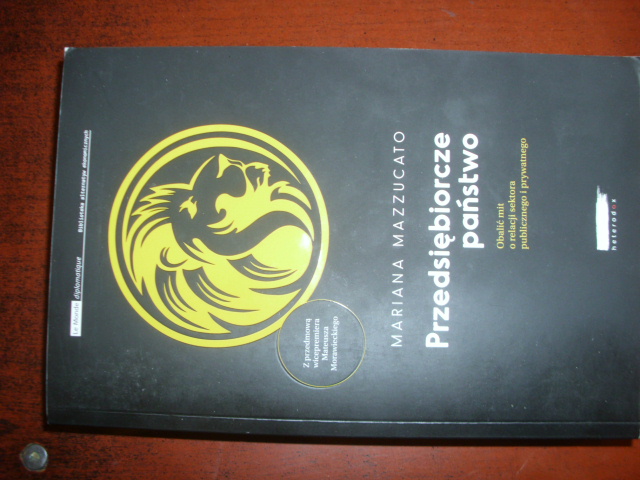 Le Monde
diplomatique
Biblioteka alternatyw ekonomicznych
Z przedmową
wicepremiera
Mateusza
Morawieckiego
MARIANA MAZZUCATO
Przedsiębiorcze
państwo
Obalić mit
o relacji sektora
publicznego i prywatnego
heterodox